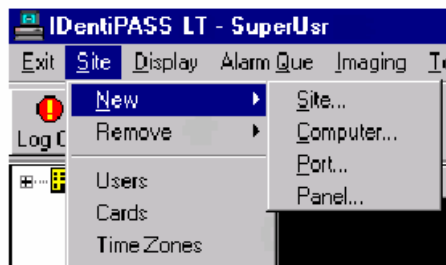 IDentiPASS LT - SuperUsr
Exit Site Display Alarm Que Imaging
New Site...
Remove Computer...
Log Port...
Users Panel...
Cards
Time Zones